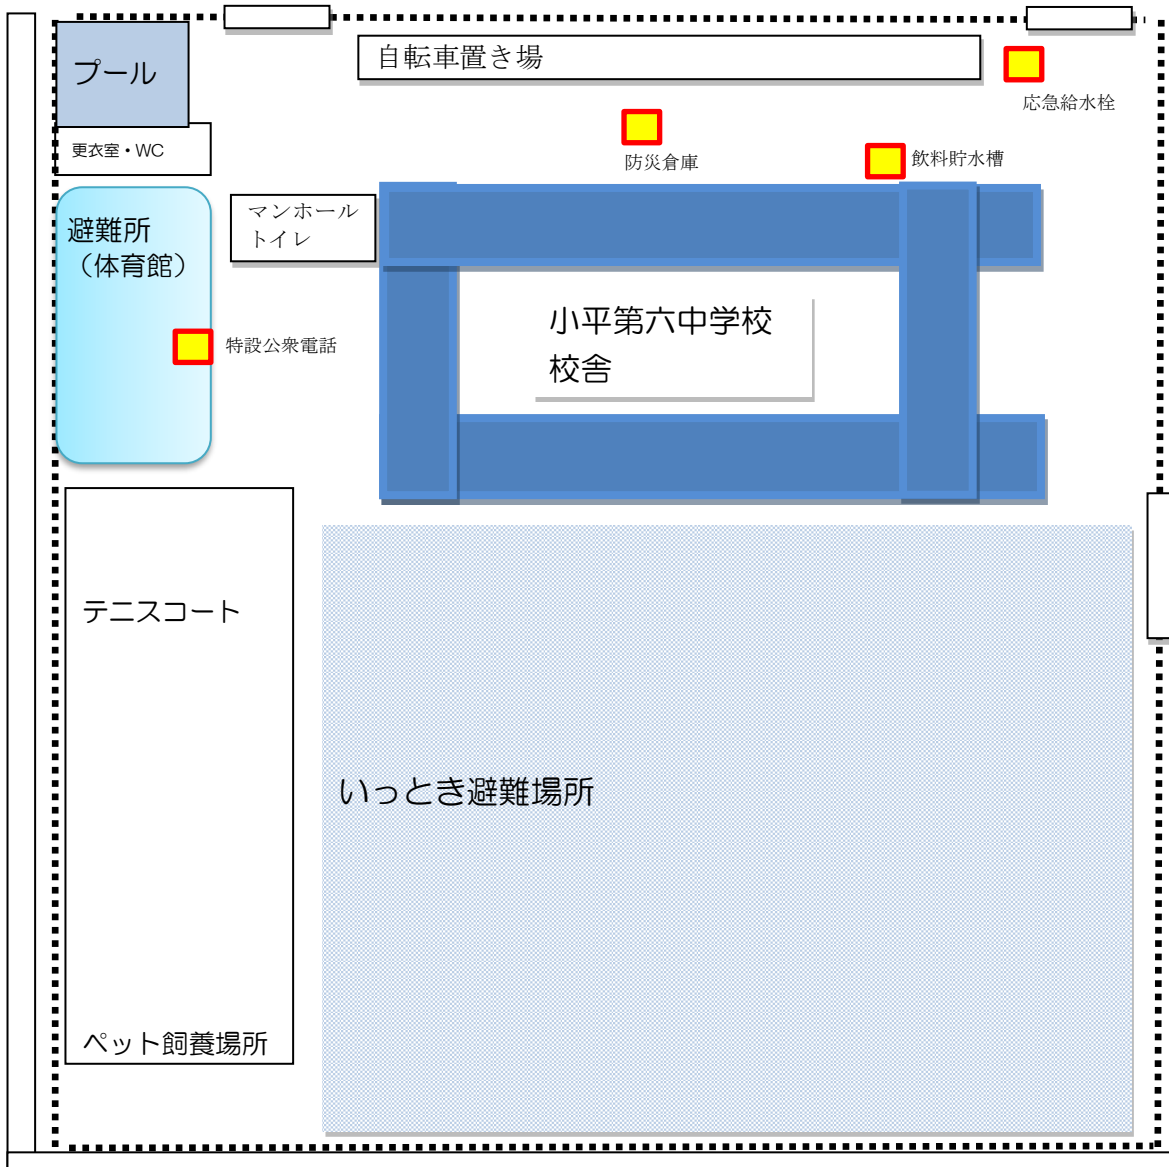 プール
自転車置き場
応急給水栓
更衣室・WC
防災倉庫
飲料貯水槽
避難所
（体育館）
マンホール
トイレ
小平第六中学校
校舎
特設公衆電話
テニスコート
いっとき避難場所
ペット飼養場所